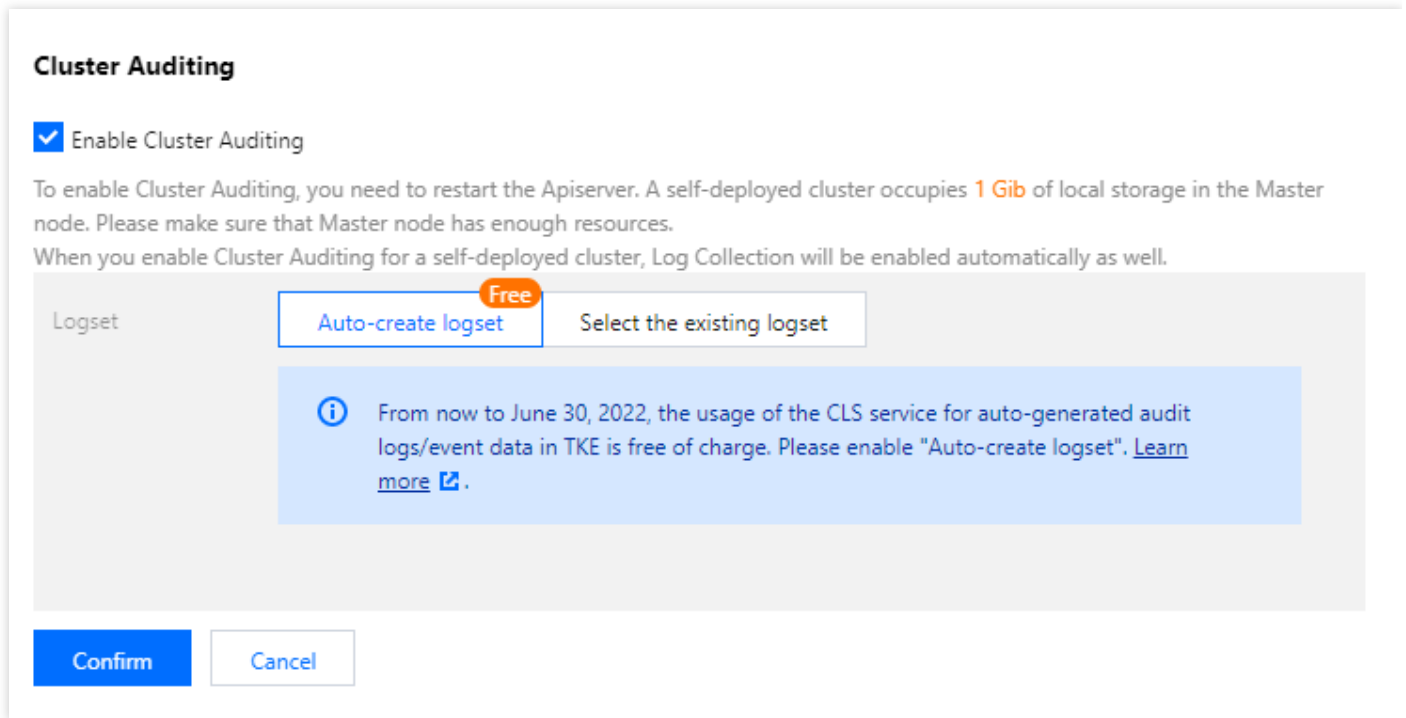 Cluster Auditing
Enable Cluster Auditing
To enable Cluster Auditing, you need to restart the Apiserver. A self-deployed cluster occupies 1 Gib of local storage in the Master
node. Please make sure that Master node has enough resources.
When you enable Cluster Auditing for a self-deployed cluster, Log Collection will be enabled automatically as well.
Free
Logset
Auto-create logset
Select the existing logset
From now to June 30, 2022, the usage of the CLS service for auto-generated audit
logs/event data in TKE is free of charge. Please enable "Auto-create logset". Learn
more .
Confirm
Cancel